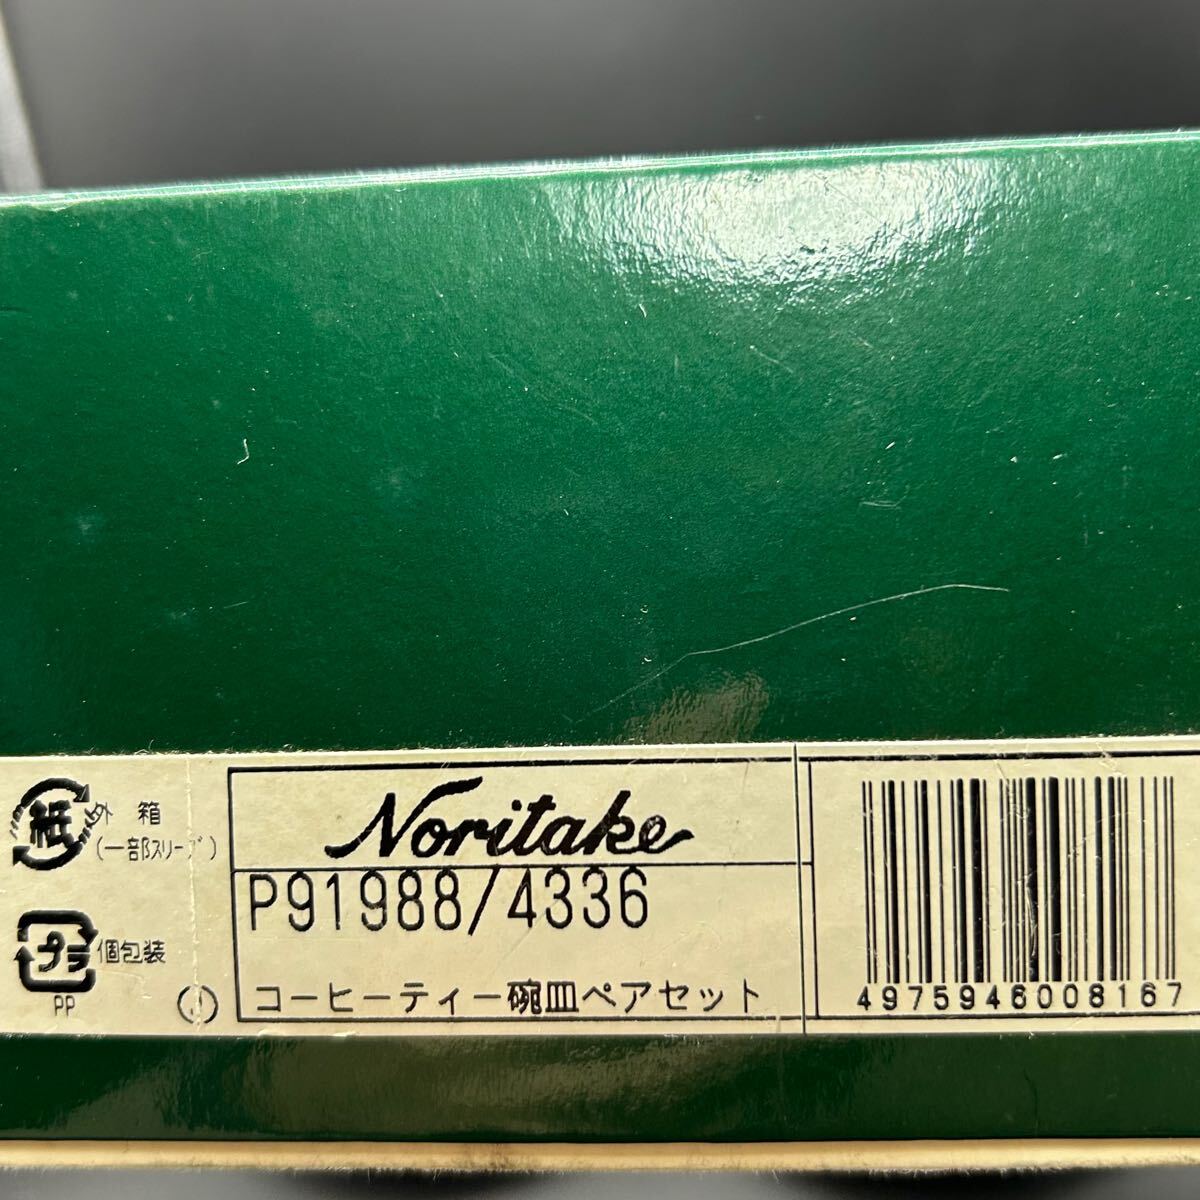 紙
外箱
(一部スリーブ)
プラ
個包装
PP
Noritake
P91988/4336
コーヒーティー碗皿ペアセット
4975946008167